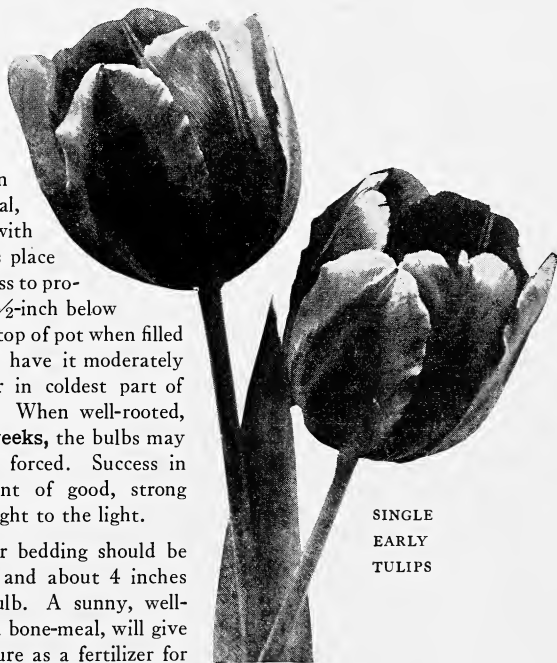 n
al,
with
place
ss to pro-
½-inch below
top of pot when filled
have it moderately
r in coldest part of
When well-rooted,
weeks, the bulbs may
forced. Success in
nt of good, strong
ght to the light.
r bedding should be
and about 4 inches
ulb. A sunny, well-
bone-meal, will give
ure as a fertilizer for
SINGLE
EARLY
TULIPS